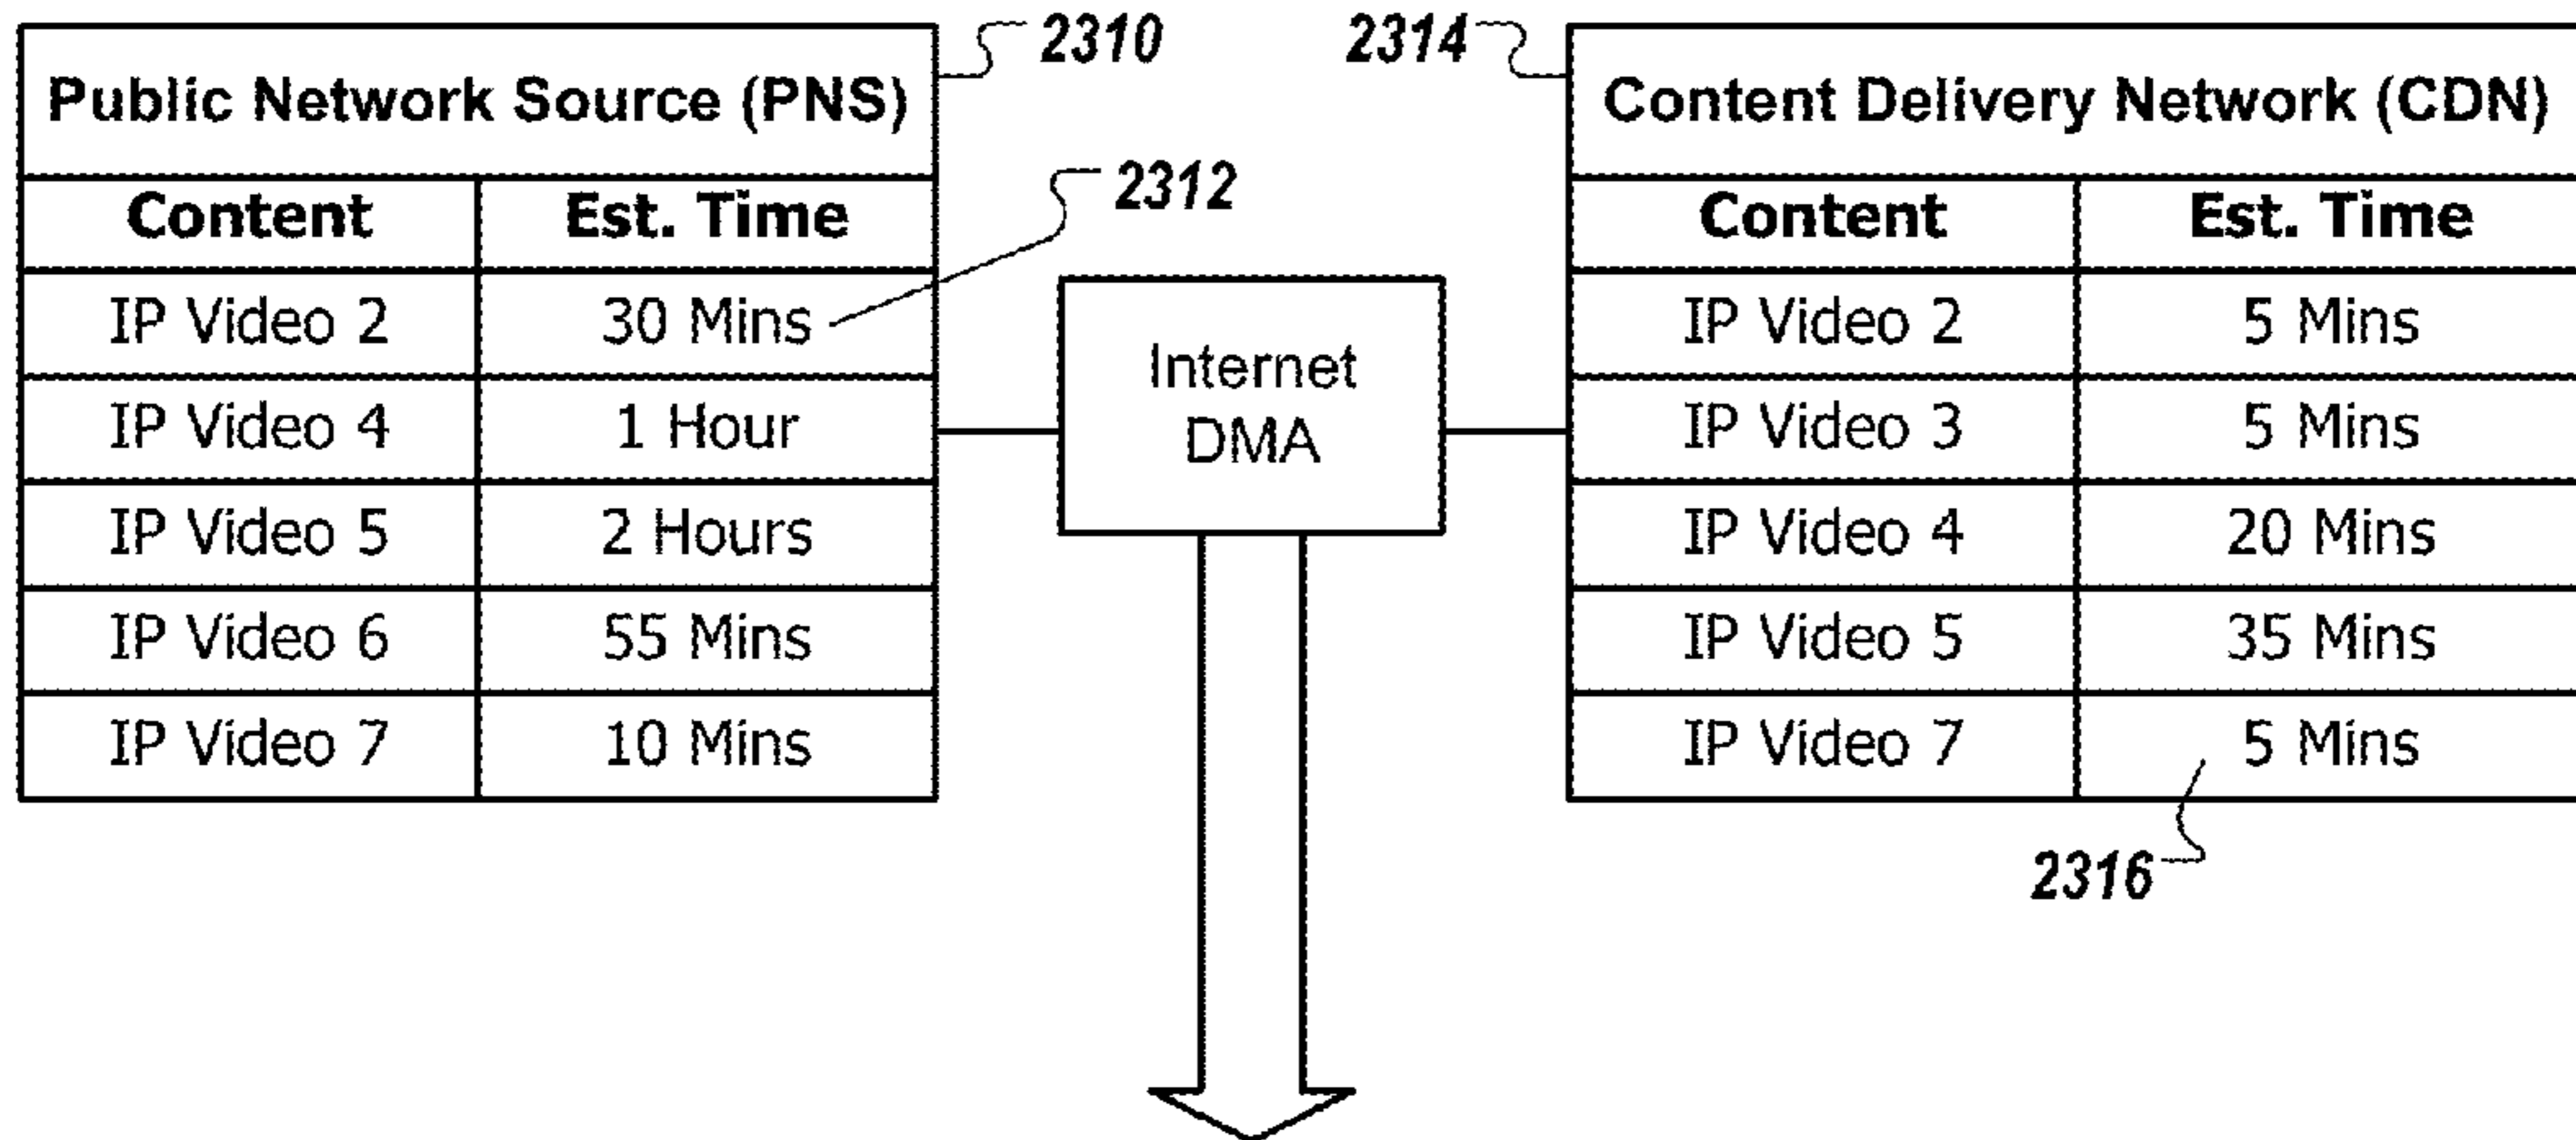 2310
2314
Public Network Source (PNS)
Content Est. Time
2312
IP Video 2 30 Mins
IP Video 4 1 Hour
IP Video 5 2 Hours
IP Video 6 55 Mins
IP Video 7 10 Mins
Internet
DMA
Content Delivery Network (CDN)
Content Est. Time
IP Video 2 5 Mins
IP Video 3 5 Mins
IP Video 4 20 Mins
IP Video 5 35 Mins
IP Video 7 5 Mins
2316